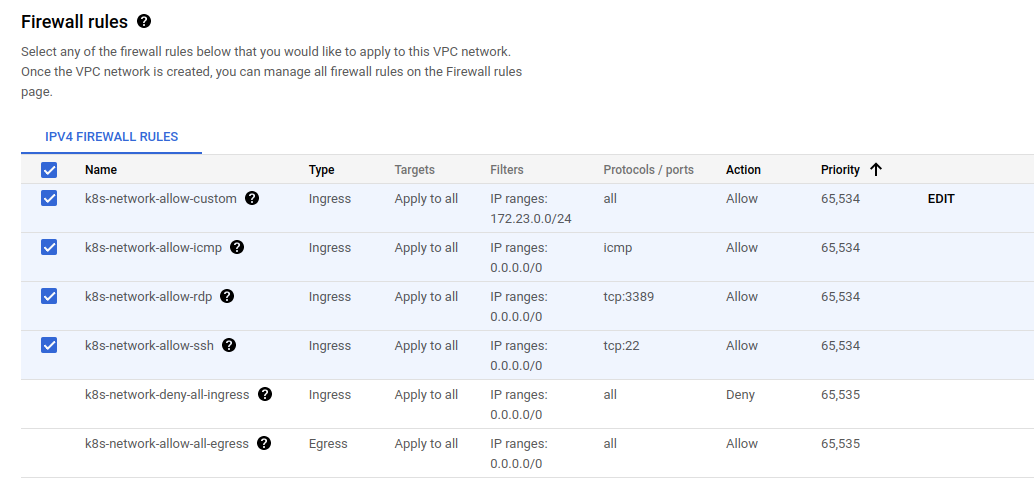 Firewall rules
Select any of the firewall rules below that you would like to apply to this VPC network.
Once the VPC network is created, you can manage all firewall rules on the Firewall rules
page.
IPV4 FIREWALL RULES
Name Type Targets Filters Protocols / ports Action Priority
k8s-network-allow-custom Ingress Apply to all IP ranges: all Allow 65,534 EDIT
172.23.0.0/24
k8s-network-allow-icmp Ingress Apply to all IP ranges: icmp Allow 65,534
0.0.0.0/0
k8s-network-allow-rdp Ingress Apply to all IP ranges: tcp:3389 Allow 65,534
0.0.0.0/0
k8s-network-allow-ssh Ingress Apply to all IP ranges: tcp:22 Allow 65,534
0.0.0.0/0
k8s-network-deny-all-ingress Ingress Apply to all IP ranges: all Deny 65,535
0.0.0.0/0
k8s-network-allow-all-egress Egress Apply to all IP ranges: all Allow 65,535
0.0.0.0/0